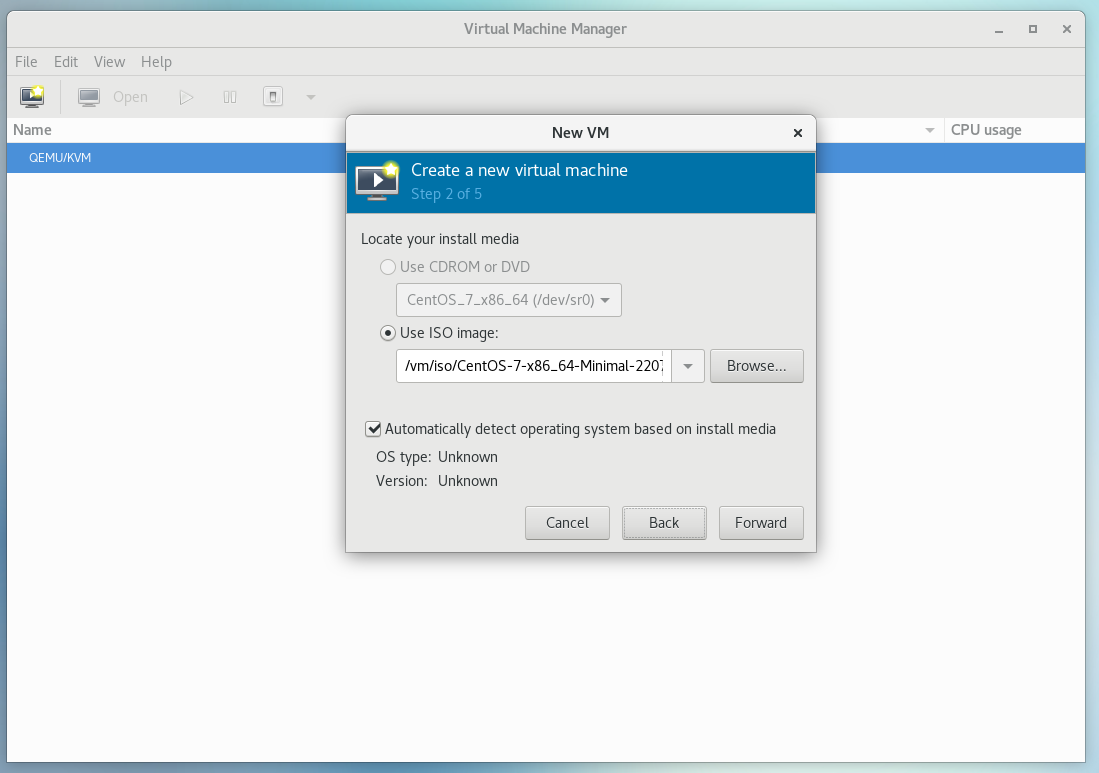 Virtual Machine Manager
File Edit View Help
Open
Name CPU usage
QEMU/KVM
New VM
Create a new virtual machine
Step 2 of 5
Locate your install media
Use CDROM or DVD
CentOS_7_x86_64 (/dev/sr0)
Use ISO image:
/vm/iso/CentOS-7-x86_64-Minimal-2207 Browse...
Automatically detect operating system based on install media
OS type: Unknown
Version: Unknown
Cancel Back Forward